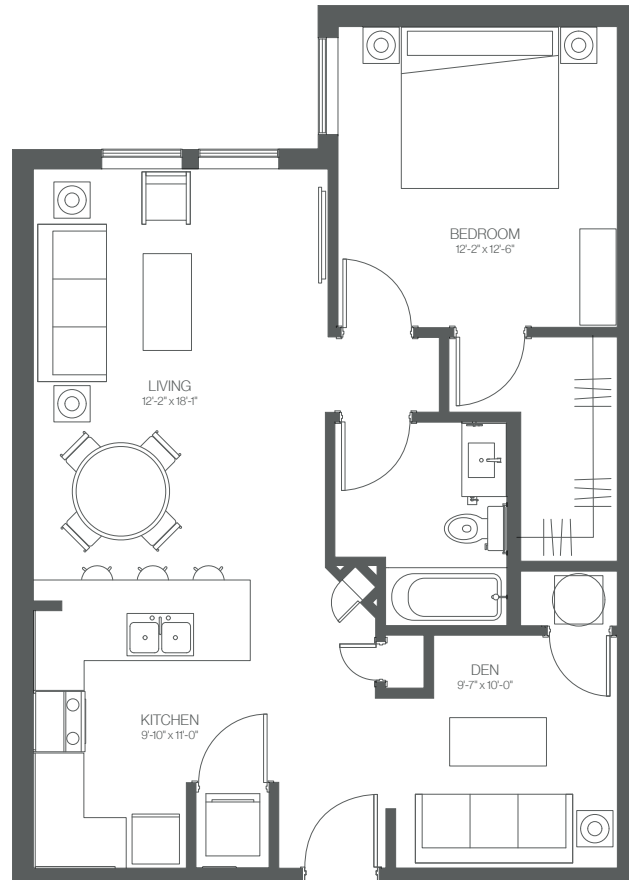 BEDROOM
12'-2" x 12'-6"
LIVING
12'-2" x 18'-1"
DEN
9'-7" x 10'-0"
KITCHEN
9'-10" x 11'-0"